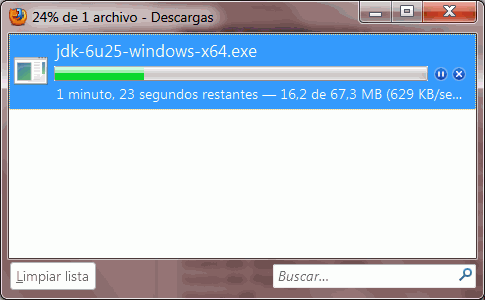 24% de 1 archivo - Descargas
jdk-6u25-windows-x64.exe
1 minuto, 23 segundos restantes — 16,2 de 67,3 MB (629 KB/se...
Limpiar lista
Buscar...